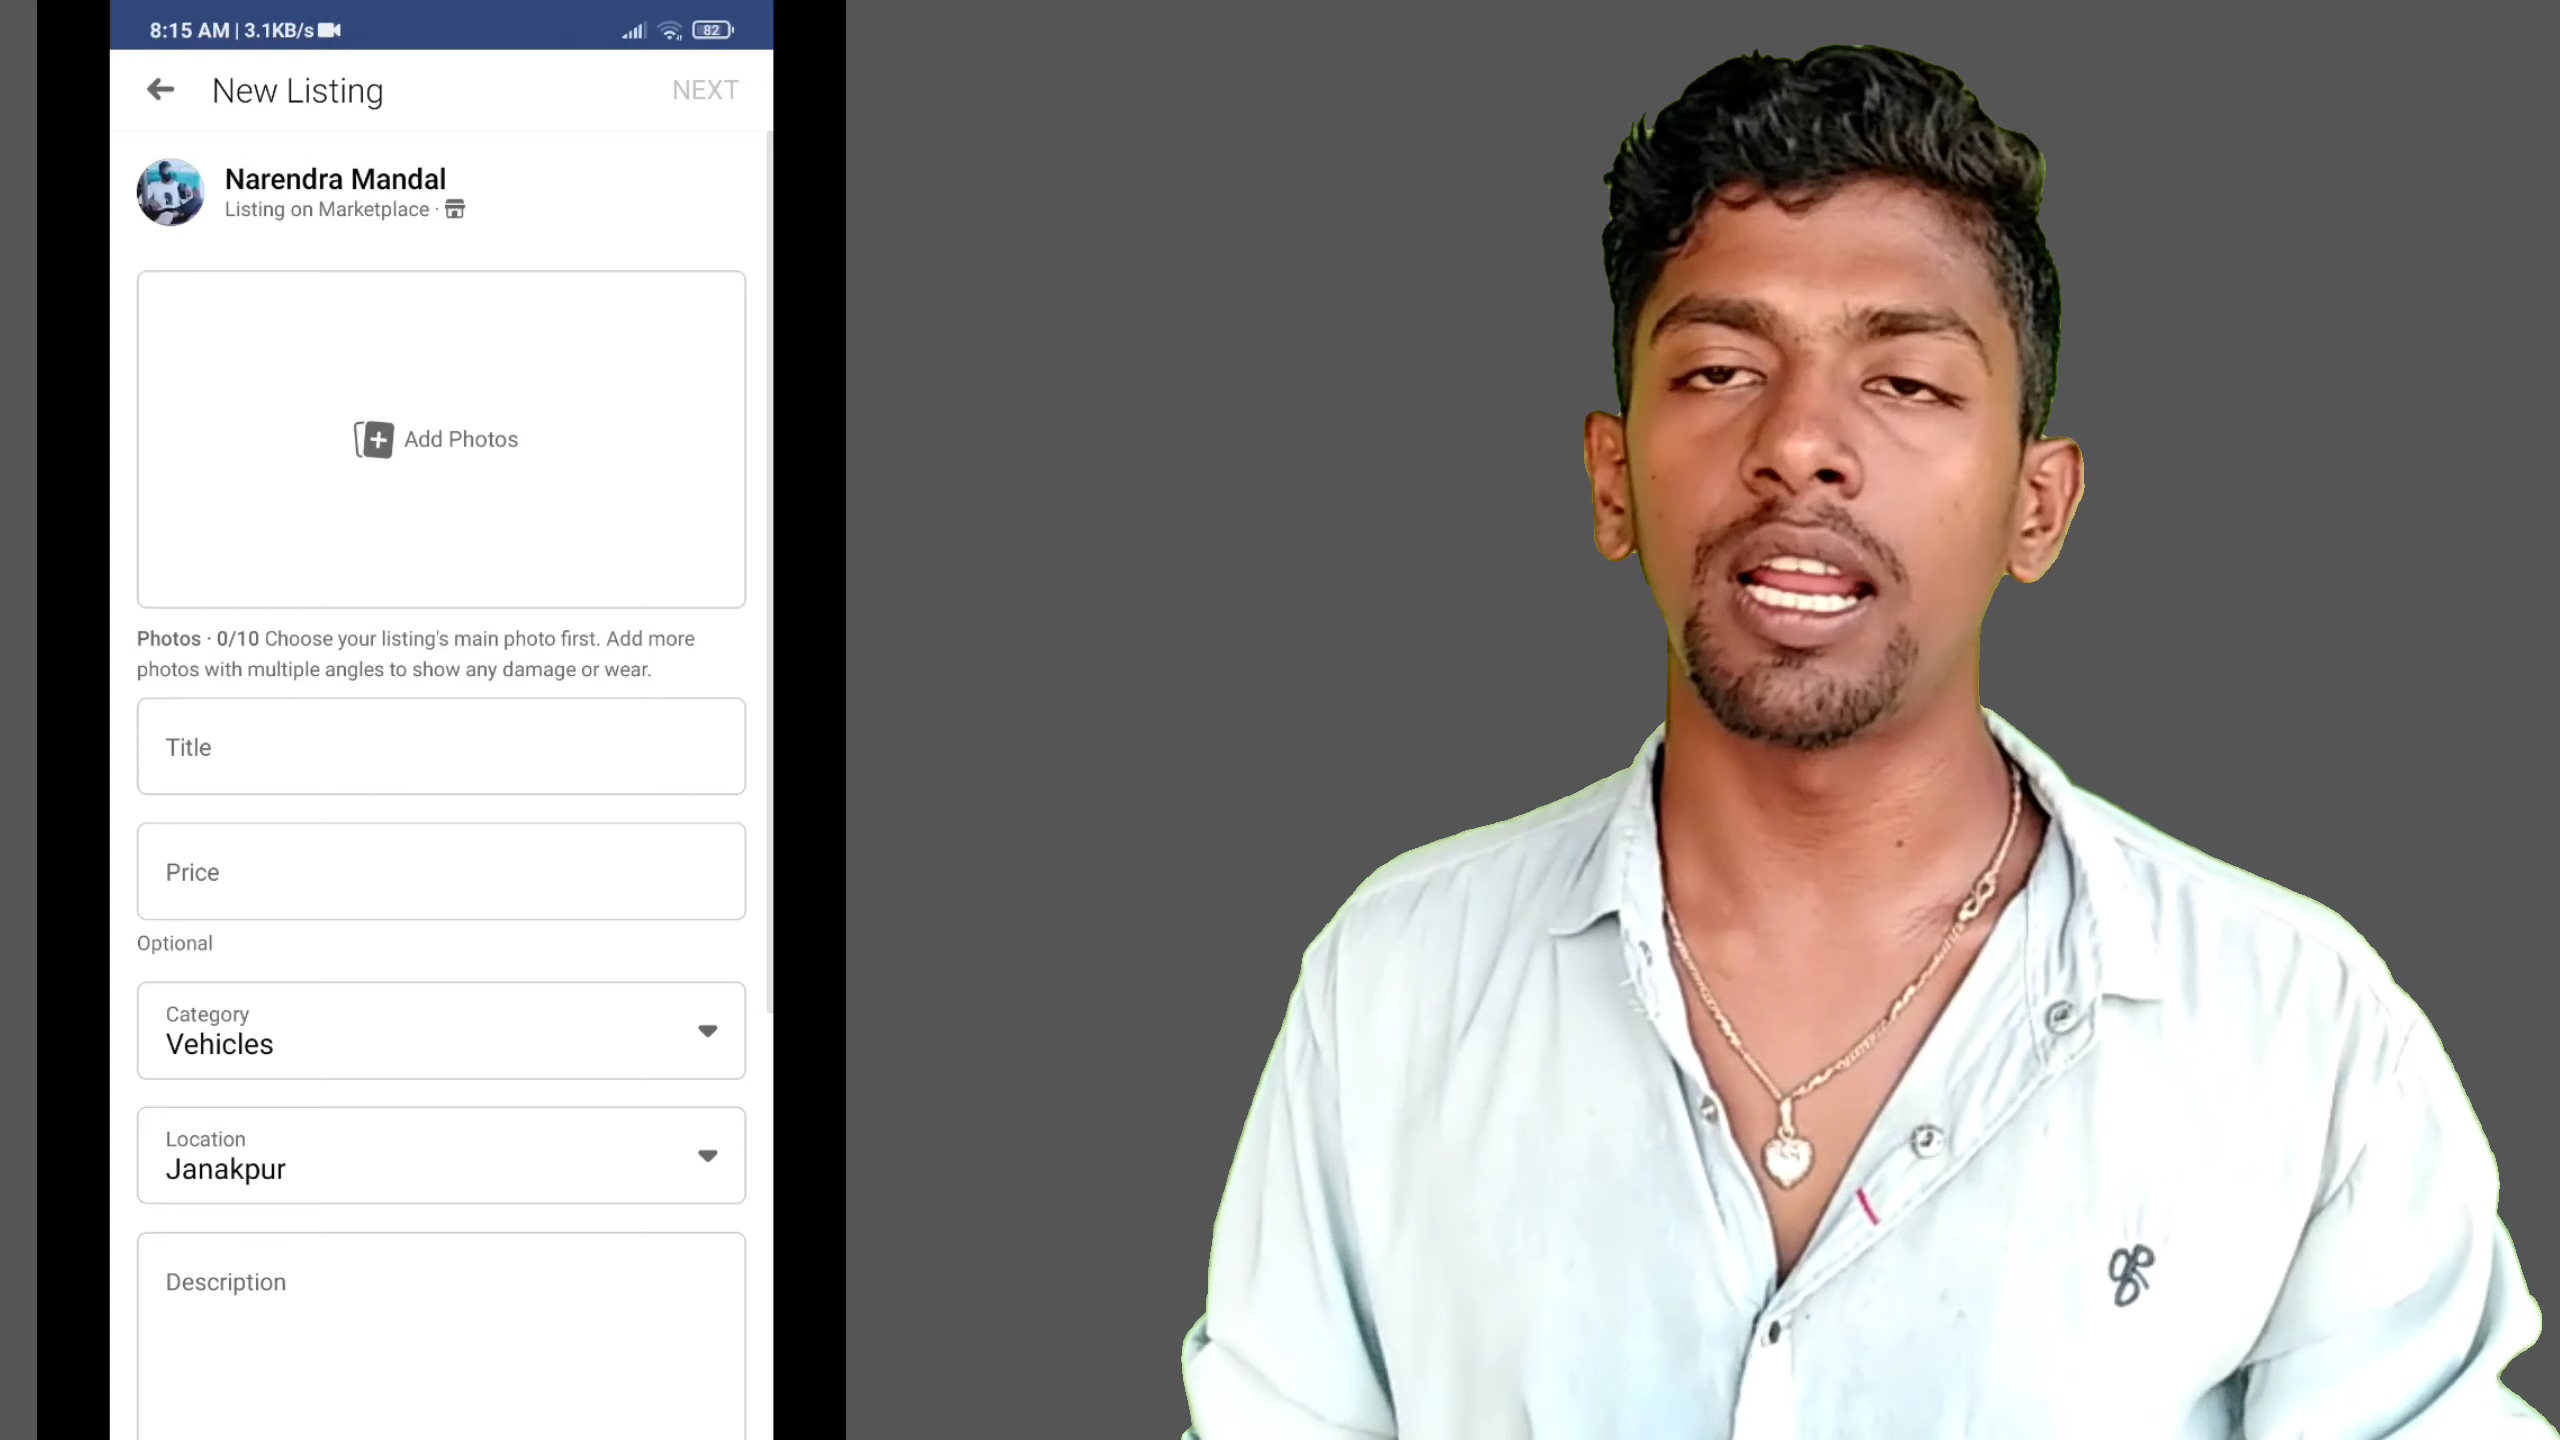 8:15 AM | 3.1KB/s
82
New Listing
NEXT
Narendra Mandal
Listing on Marketplace ·
Add Photos
Photos · 0/10 Choose your listing's main photo first. Add more
photos with multiple angles to show any damage or wear.
Title
Price
Optional
Category
Vehicles
Location
Janakpur
Description